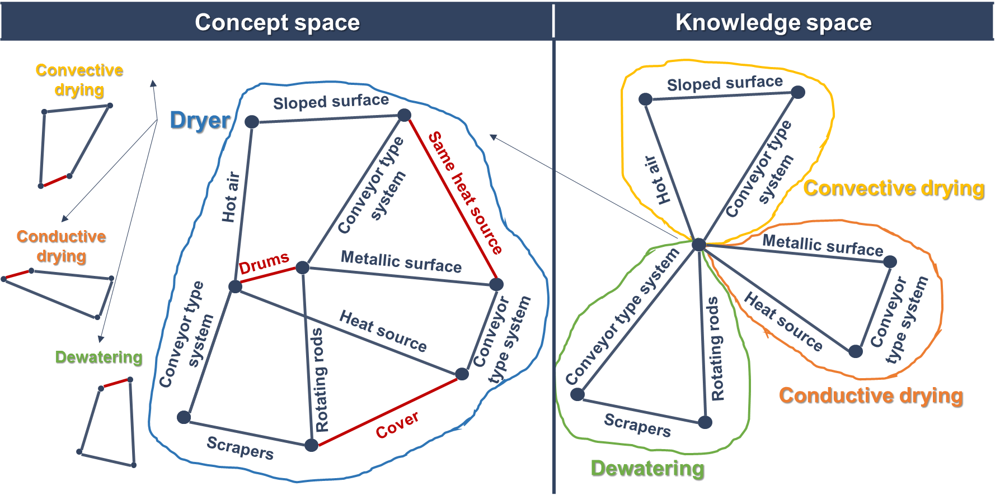 Concept space
Knowledge space
Convective
drying
Dryer
Sloped surface
Hot air
Conveyor type
system
Same heat source
Drums
Metallic surface
Conveyor type
system
Heat source
Conveyor
type system
Rotating rods
Cover
Scrapers
Conductive
drying
Dewatering
Sloped surface
Hot air
Conveyor type
system
Convective drying
Metallic surface
Conveyor type system
Heat source
Conveyor
type system
Rotating rods
Scrapers
Conductive drying
Dewatering